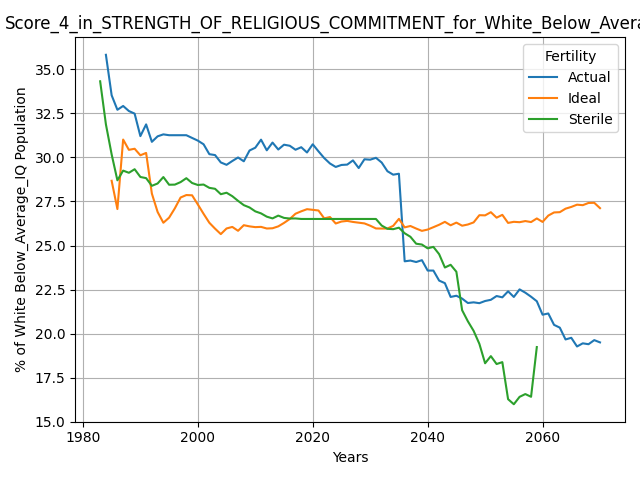 Score_4_in_STRENGTH_OF_RELIGIOUS_COMMITMENT_for_White_Below_Avera
Fertility
Actual
Ideal
Sterile
% of White Below_Average_IQ Population
35.0
32.5
30.0
27.5
25.0
22.5
20.0
17.5
15.0
1980
2000
2020
2040
2060
Years